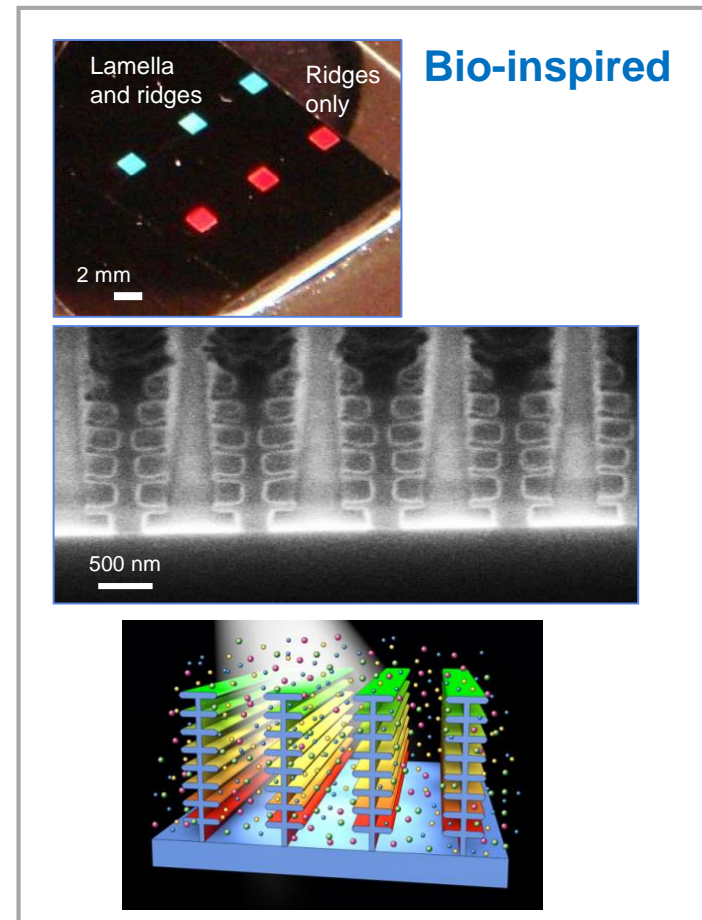 Bio-inspired
Lamella
and ridges
Ridges
only
2 mm
500 nm